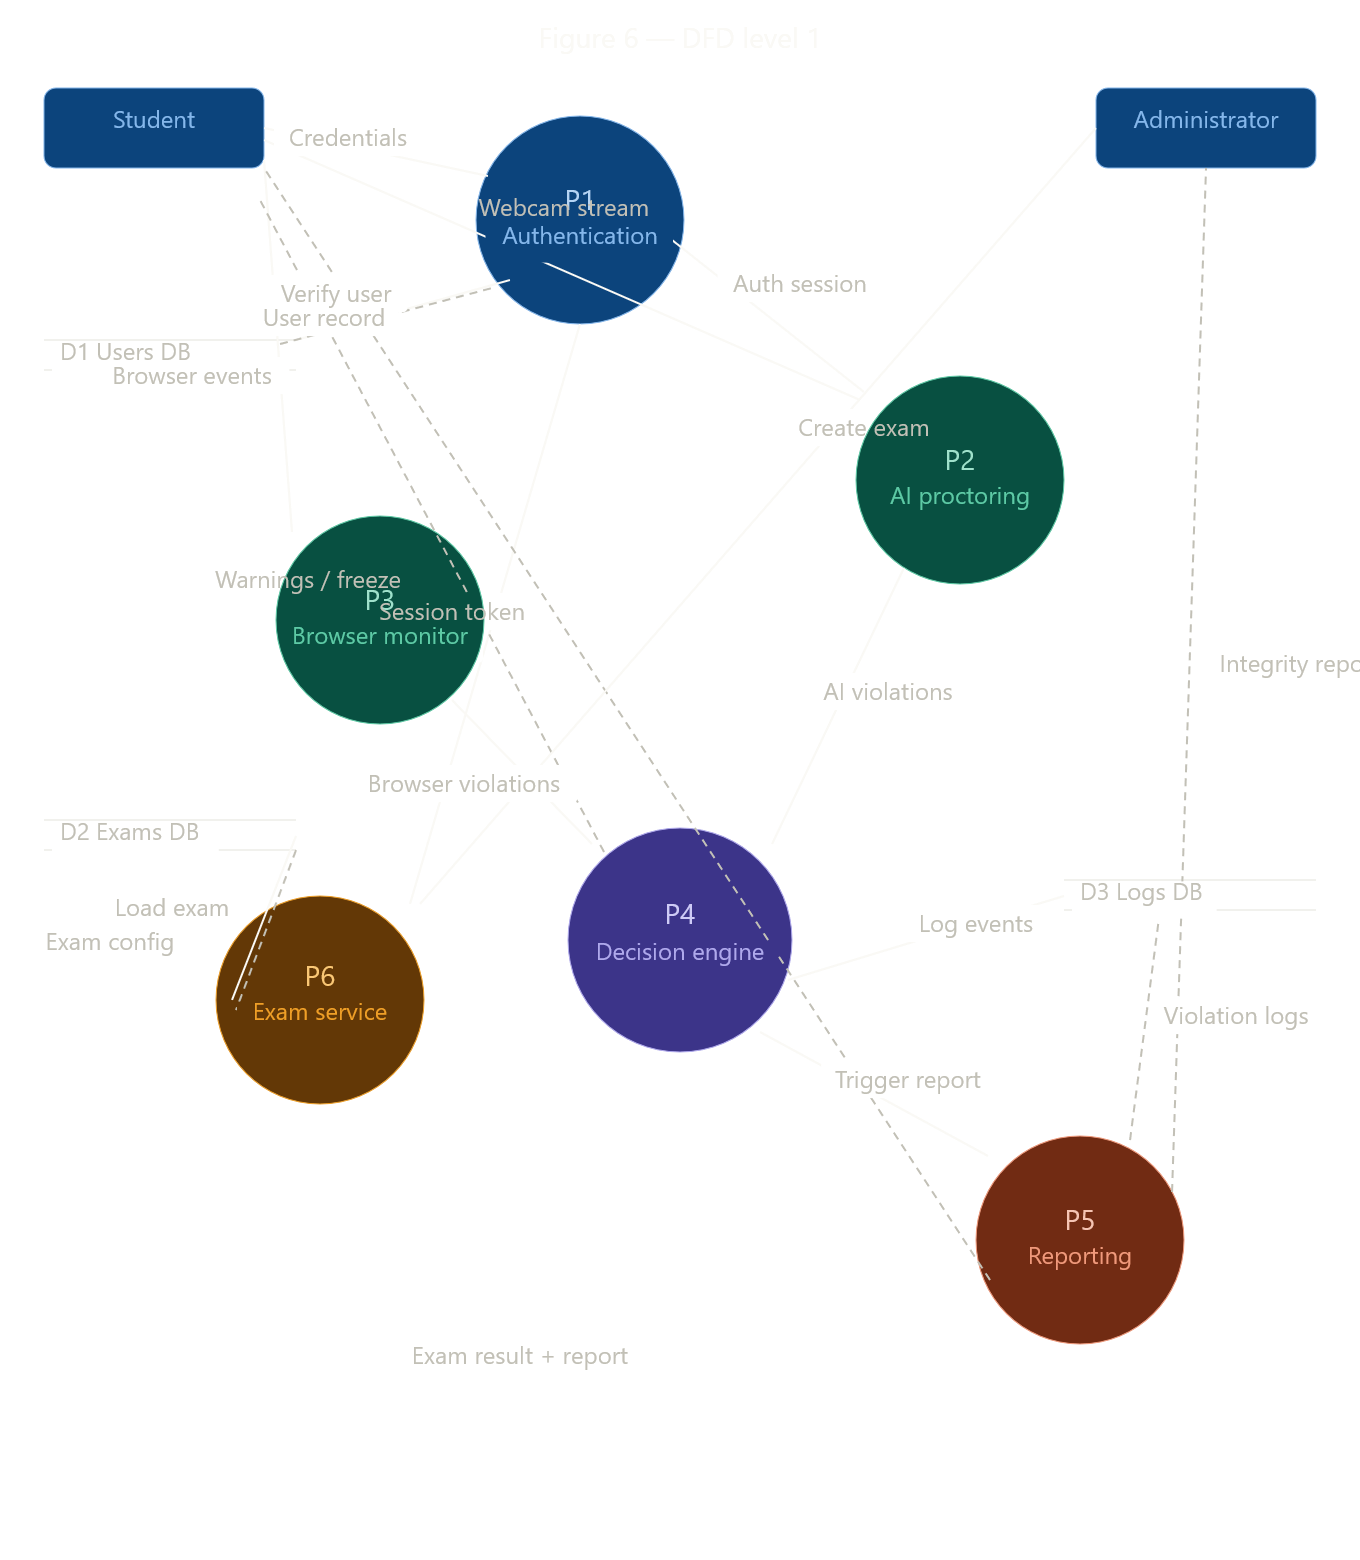 Figure 6 — DFD level 1
Student
Administrator
Credentials
P1
Webcam stream
Authentication
Auth session
Verify user
User record
D1 Users DB
Browser events
Create exam
P2
AI proctoring
Warnings / freeze
P3
Session token
Browser monitor
Integrity repo
AI violations
Browser violations
D2 Exams DB
D3 Logs DB
Load exam
P4
Log events
Exam config
Decision engine
P6
Exam service
Violation logs
Trigger report
P5
Reporting
Exam result + report